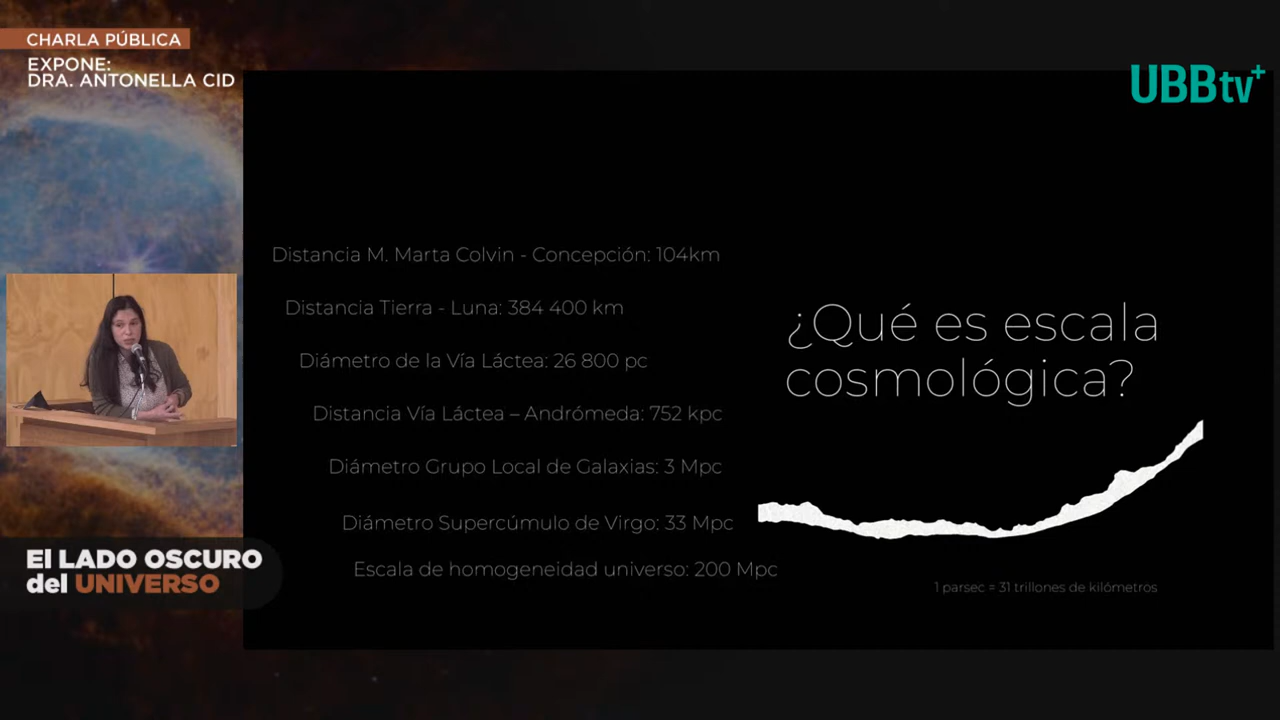 CHARLA PÚBLICA
EXPONE:
DRA. ANTONELLA CID
UBBtv+
Distancia M. Marta Colvin - Concepción: 104km
Distancia Tierra - Luna: 384 400 km
Diámetro de la Vía Láctea: 26 800 pc
Distancia Vía Láctea – Andrómeda: 752 kpc
Diámetro Grupo Local de Galaxias: 3 Mpc
Diámetro Supercúmulo de Virgo: 33 Mpc
Escala de homogeneidad universo: 200 Mpc
¿Qué es escala
cosmológica?
1 parsec = 31 trillones de kilómetros
El LADO OSCURO
del UNIVERSO